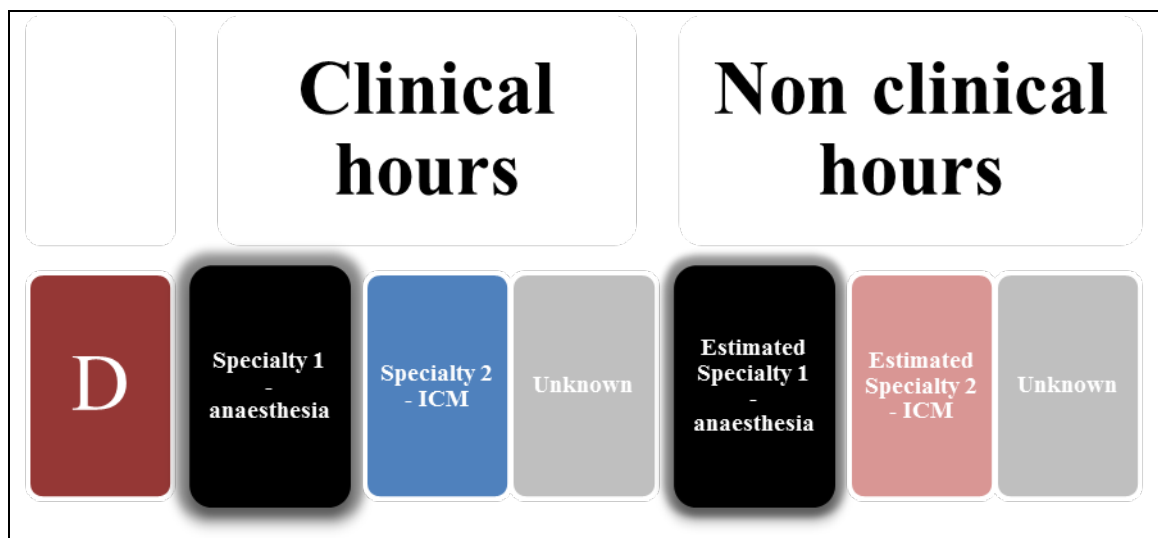 Clinical
hours
Non clinical
hours
D
Specialty 1
-
anaesthesia
Specialty 2
- ICM
Unknown
Estimated
Specialty 1
-
anaesthesia
Estimated
Specialty 2
- ICM
Unknown